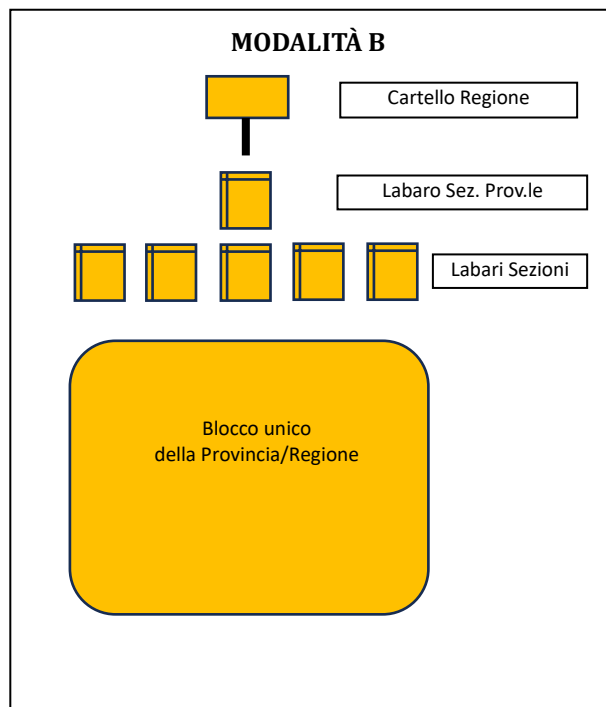 MODALITÀ B
Cartello Regione
Labaro Sez. Prov.le
Labari Sezioni
Blocco unico
della Provincia/Regione